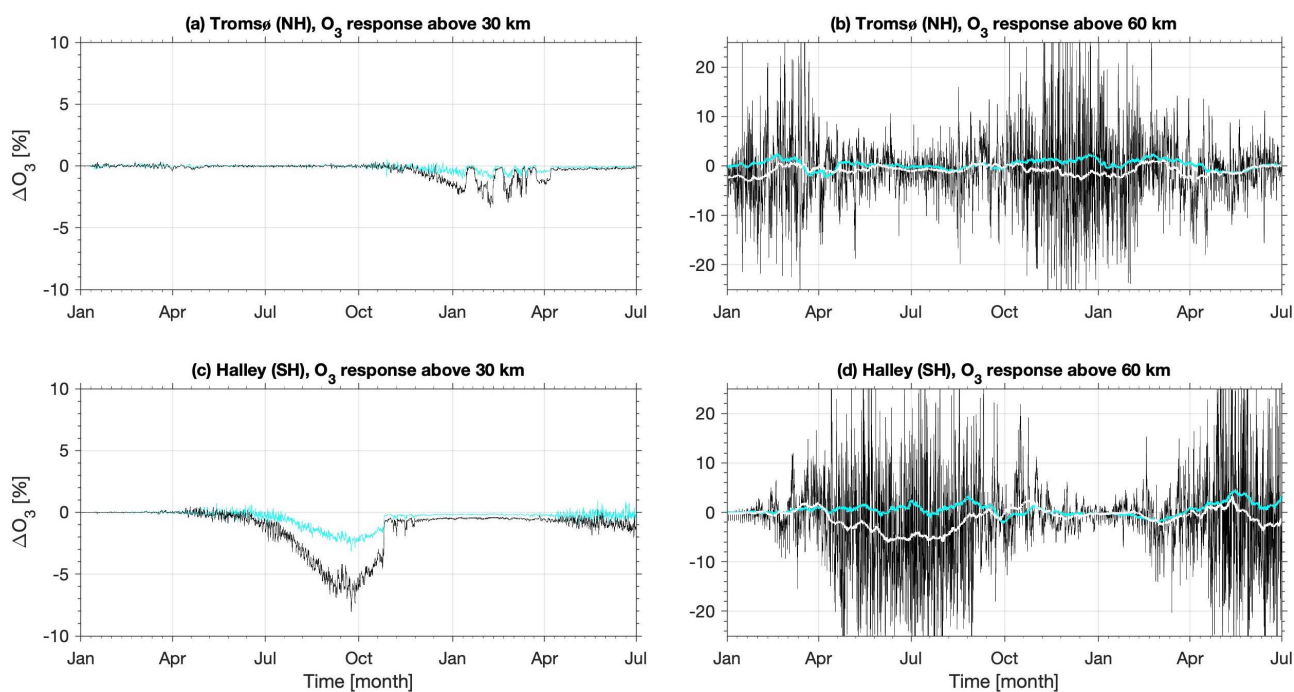 (a) Tromsø (NH), O3 response above 30 km
10
5
0
-5
-10
ΔO3 [%]
Jan Apr Jul Oct Jan Apr Jul
(b) Tromsø (NH), O3 response above 60 km
20
10
0
-10
-20
Jan Apr Jul Oct Jan Apr Jul
(c) Halley (SH), O3 response above 30 km
10
5
0
-5
-10
ΔO3 [%]
Jan Apr Jul Oct Jan Apr Jul
Time [month]
(d) Halley (SH), O3 response above 60 km
20
10
0
-10
-20
Jan Apr Jul Oct Jan Apr Jul
Time [month]